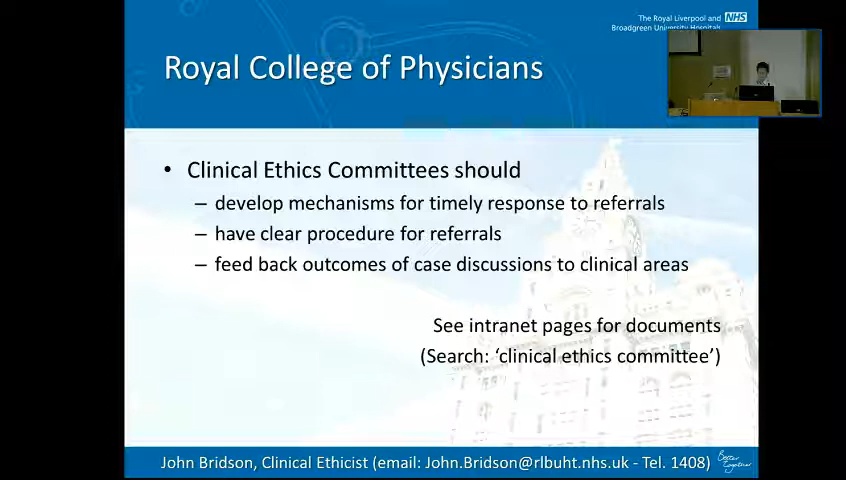 The Royal Liverpool and NHS
Broadgreen University Hospitals
Royal College of Physicians
• Clinical Ethics Committees should
– develop mechanisms for timely response to referrals
– have clear procedure for referrals
– feed back outcomes of case discussions to clinical areas
See intranet pages for documents
(Search: ‘clinical ethics committee’)
John Bridson, Clinical Ethicist (email: John.Bridson@rlbuht.nhs.uk - Tel. 1408)
Better Together